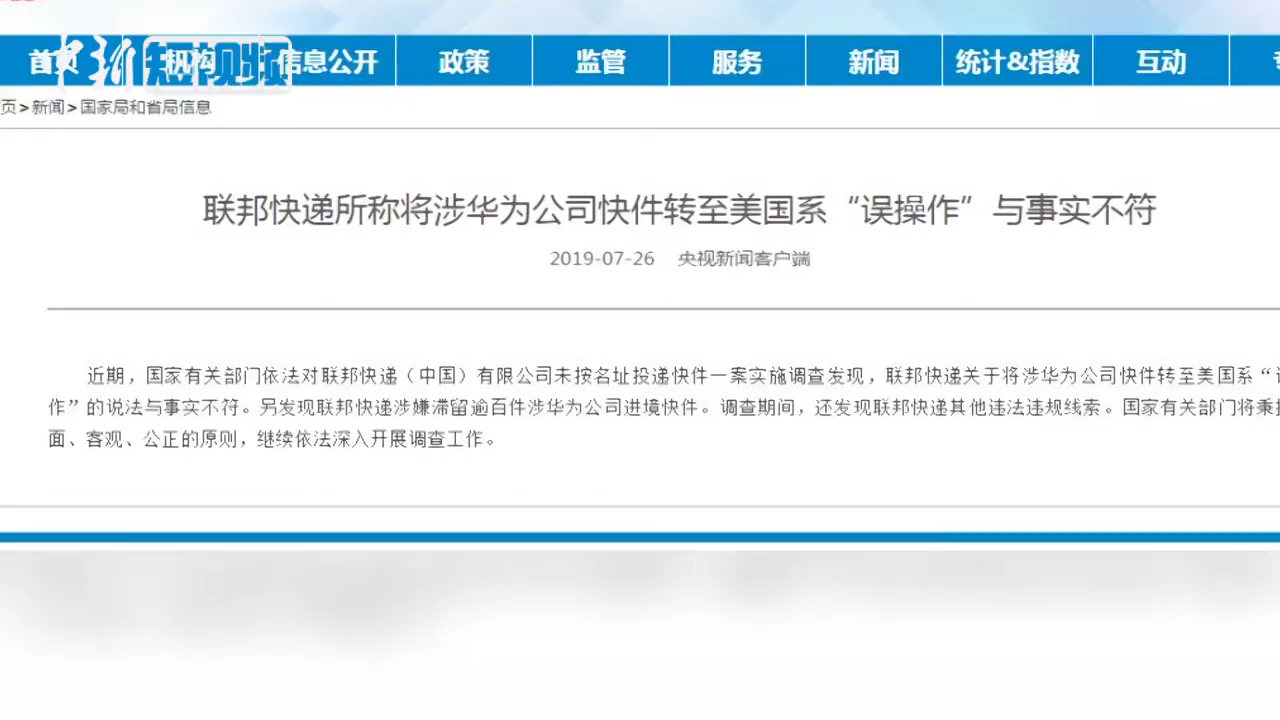 首页 机构 信息公开 政策 监管 服务 新闻 统计&指数 互动
中新短视频
页>新闻>国家局和省局信息
联邦快递所称将涉华为公司快件转至美国系“误操作”与事实不符
2019-07-26 央视新闻客户端
近期，国家有关部门依法对联邦快递（中国）有限公司未按名址投递快件一案实施调查发现，联邦快递关于将涉华为公司快件转至美国系“
作”的说法与事实不符。另发现联邦快递涉嫌滞留逾百件涉华为公司进境快件。调查期间，还发现联邦快递其他违法违规线索。国家有关部门将秉
面、客观、公正的原则，继续依法深入开展调查工作。